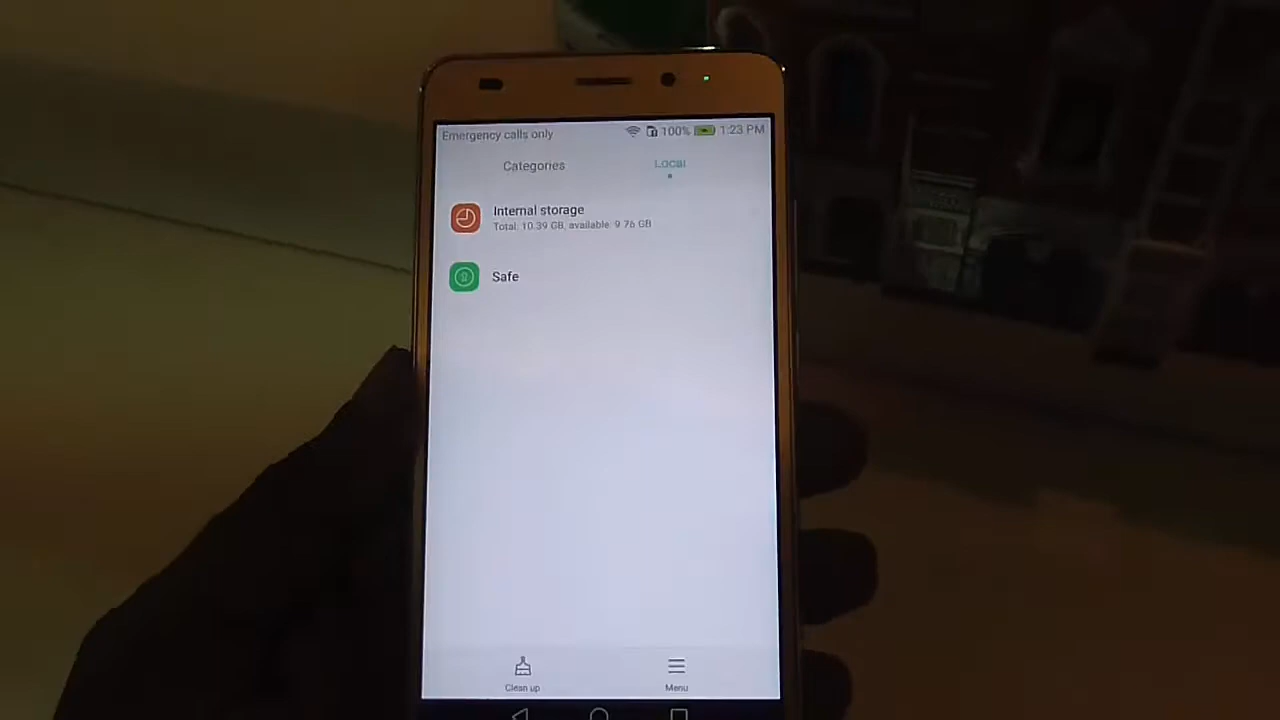 Emergency calls only 100% 1:23 PM
Categories Local
Internal storage
Total: 10.39 GB, available: 9.76 GB
Safe
Clean up Menu